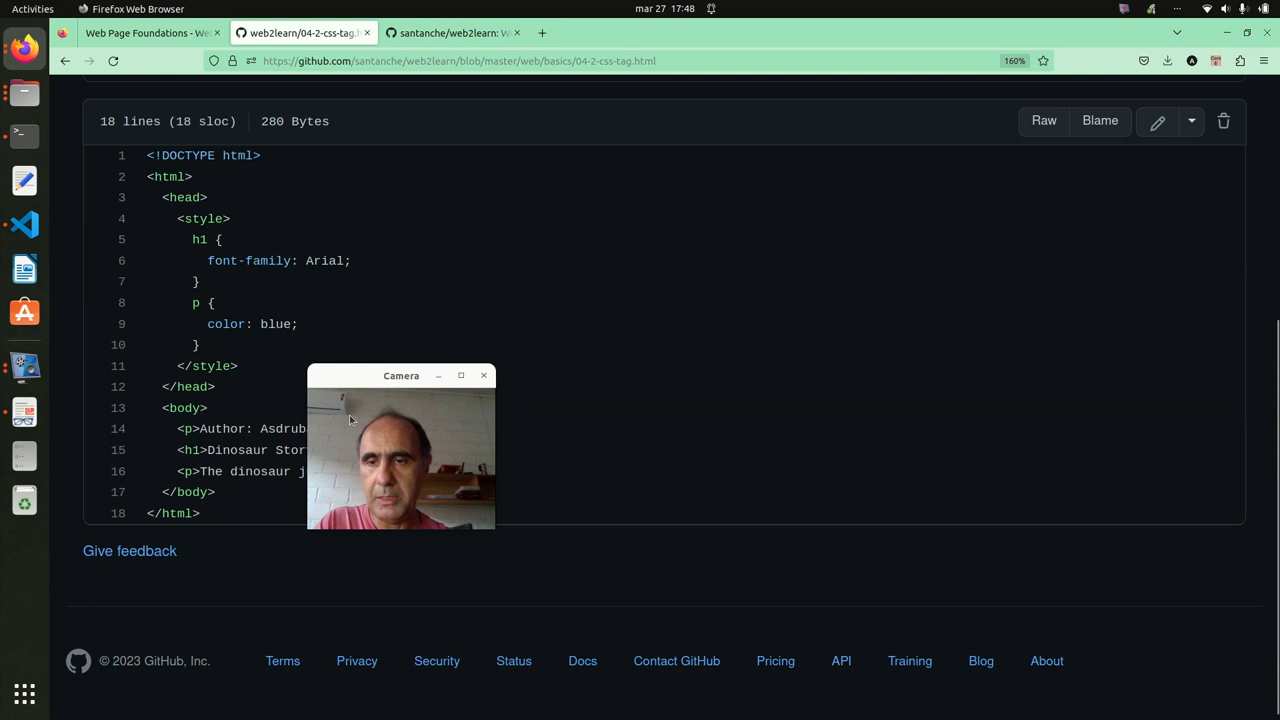 Activities
Firefox Web Browser
mar 27 17:48
Web Page Foundations - We
web2learn/04-2-css-tag.h
santanche/web2learn: W
https://github.com/santanche/web2learn/blob/master/web/basics/04-2-css-tag.html
160%
18 lines (18 sloc) 280 Bytes
Raw
Blame
1 <!DOCTYPE html>
2 <html>
3 <head>
4 <style>
5 h1 {
6 font-family: Arial;
7 }
8 p {
9 color: blue;
10 }
11 </style>
12 </head>
13 <body>
14 <p>Author: Asdrub
15 <h1>Dinosaur Stor
16 <p>The dinosaur j
17 </body>
18 </html>
Camera
Give feedback
© 2023 GitHub, Inc.
Terms
Privacy
Security
Status
Docs
Contact GitHub
Pricing
API
Training
Blog
About